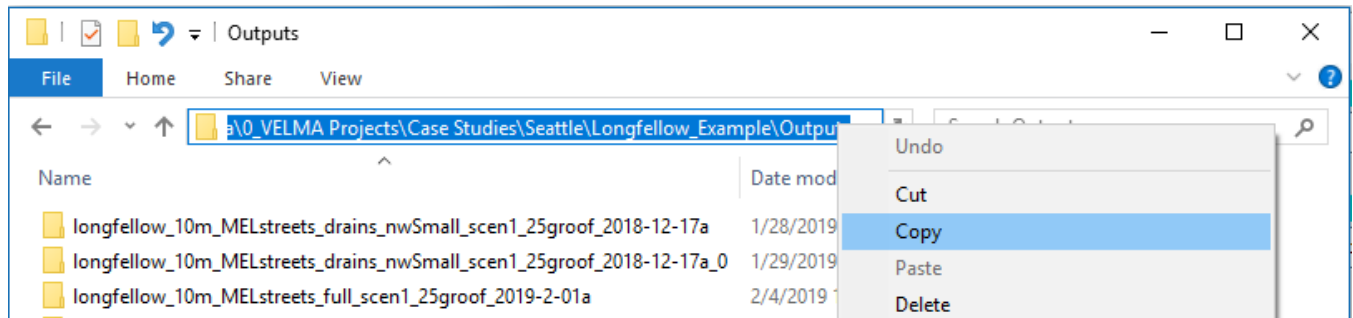 Outputs
File Home Share View
a\0_VELMA Projects\Case Studies\Seattle\Longfellow_Example\Output
Undo
Name Date mod
Cut
longfellow_10m_MELstreets_drains_nwSmall_scen1_25groof_2018-12-17a 1/28/2019
Copy
longfellow_10m_MELstreets_drains_nwSmall_scen1_25groof_2018-12-17a_0 1/29/2019
Paste
longfellow_10m_MELstreets_full_scen1_25groof_2019-2-01a 2/4/2019
Delete